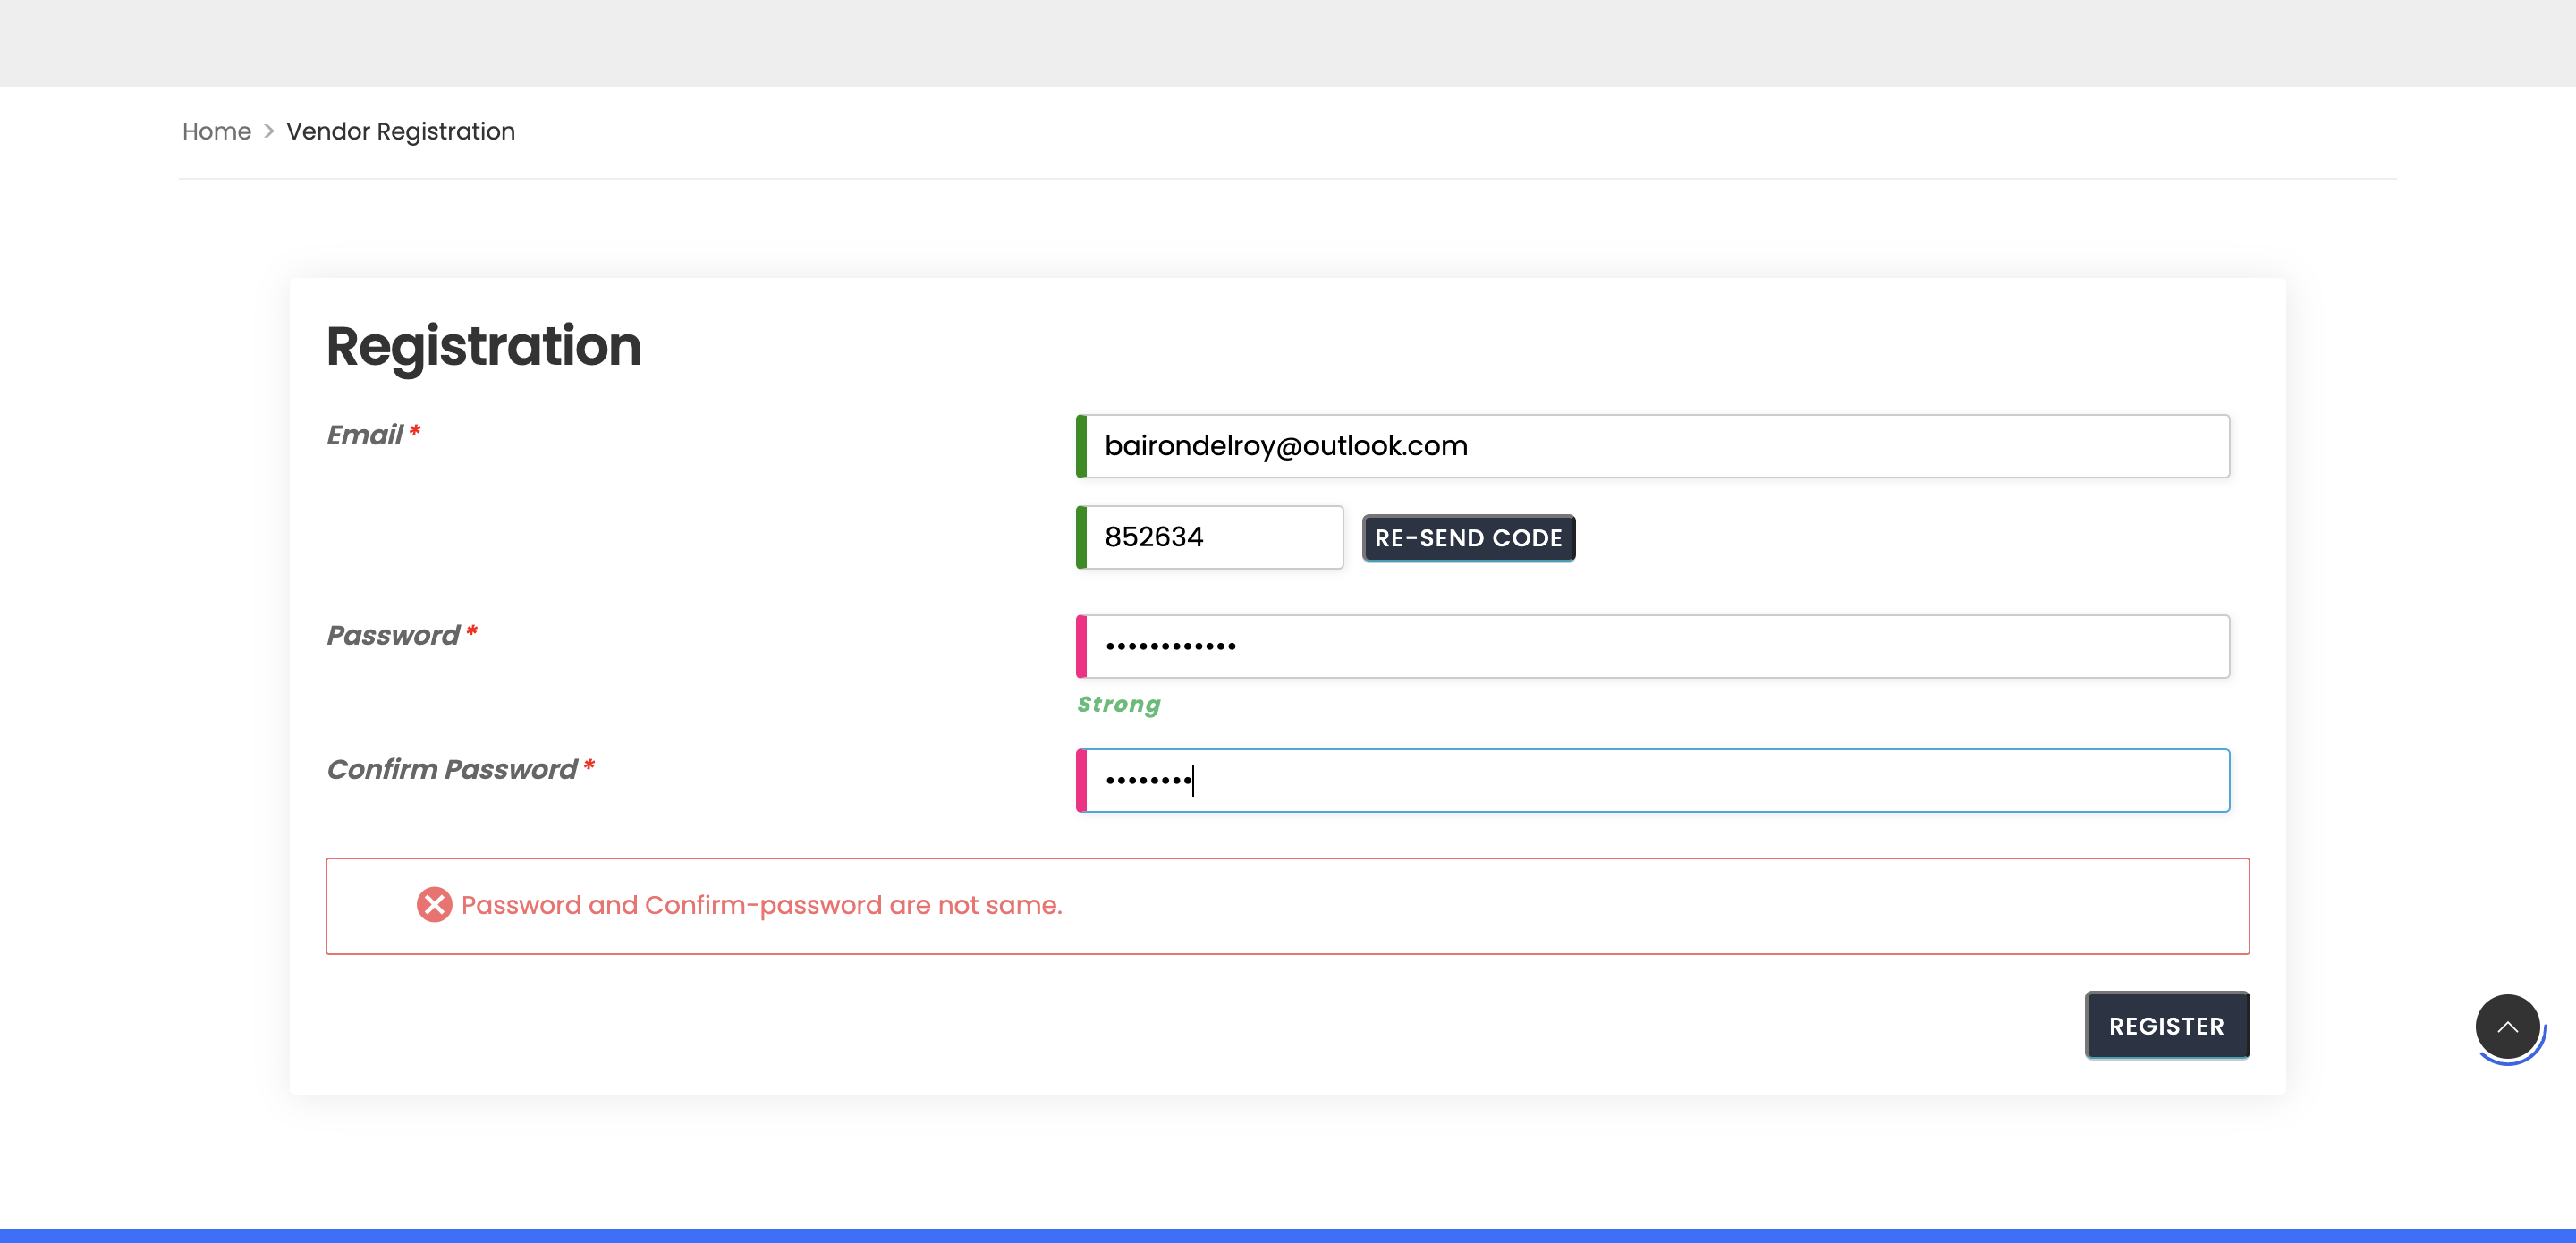 Home > Vendor Registration
Registration
Email *
bairondelroy@outlook.com
852634
RE-SEND CODE
Password *
••••••••••••
Strong
Confirm Password *
••••••••
Password and Confirm-password are not same.
REGISTER